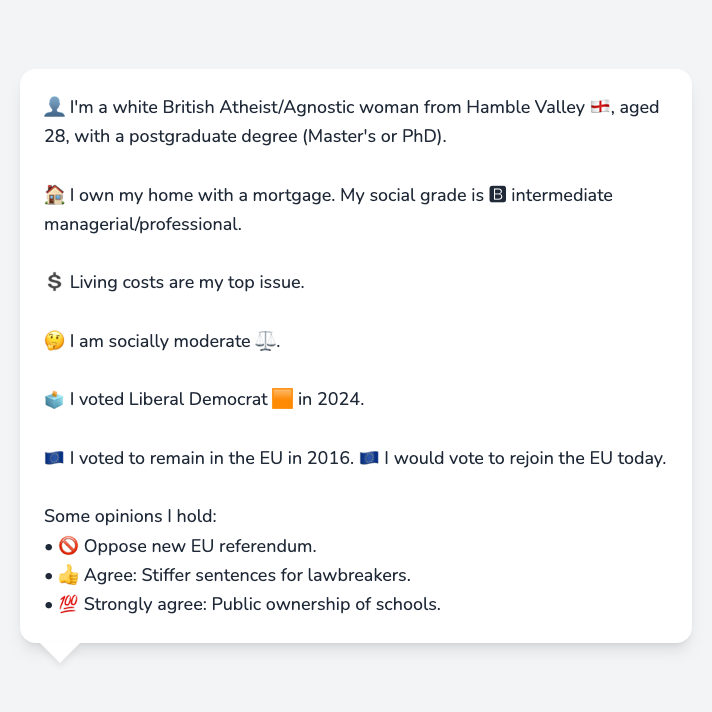 👤 I'm a white British Atheist/Agnostic woman from Hamble Valley 🏴󠁧󠁢󠁥󠁮󠁧󠁿, aged
28, with a postgraduate degree (Master's or PhD).
🏠 I own my home with a mortgage. My social grade is 🅱 intermediate
managerial/professional.
💲 Living costs are my top issue.
🤔 I am socially moderate ⚖️.
🗳️ I voted Liberal Democrat 🟧 in 2024.
🇪🇺 I voted to remain in the EU in 2016. 🇪🇺 I would vote to rejoin the EU today.
Some opinions I hold:
• 🚫 Oppose new EU referendum.
• 👍 Agree: Stiffer sentences for lawbreakers.
• 💯 Strongly agree: Public ownership of schools.